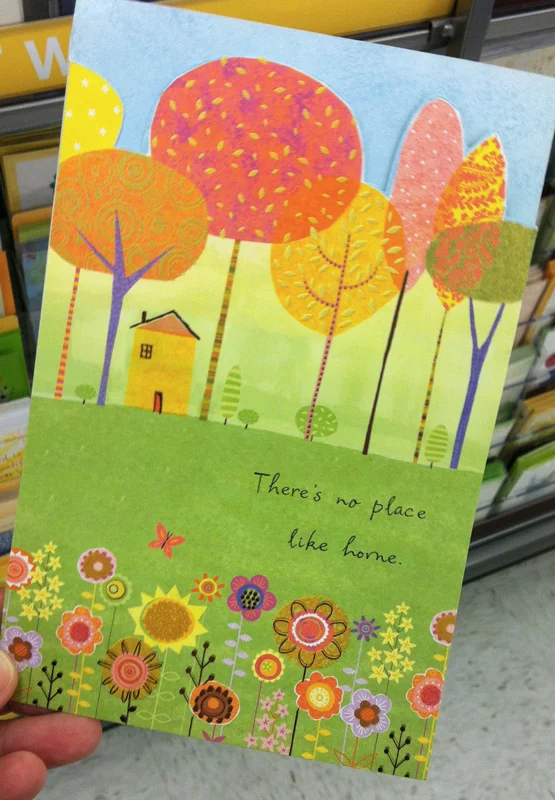 W
There's no place
like home.